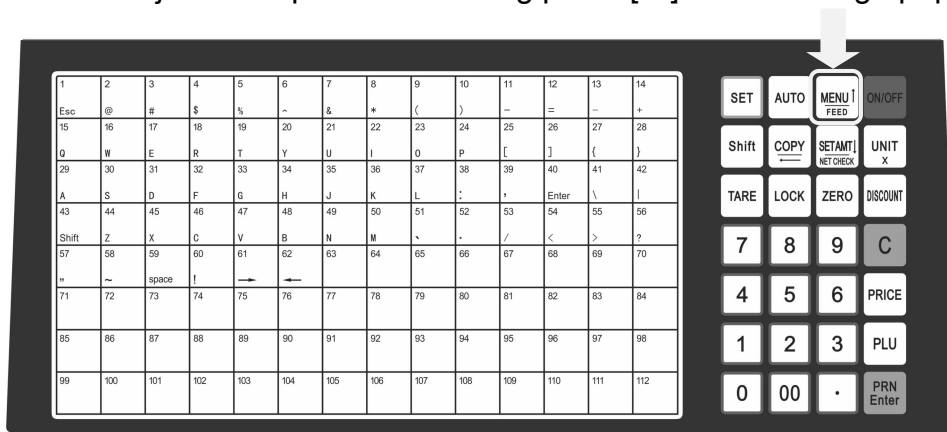 1 2 3 4 5 6 7 8 9 10 11 12 13 14
Esc @ # $ % ^ & * ( ) - = - +
15 16 17 18 19 20 21 22 23 24 25 26 27 28
Q W E R T Y U I O P [ ] { }
29 30 31 32 33 34 35 36 37 38 39 40 41 42
A S D F G H J K L : , Enter \ |
43 44 45 46 47 48 49 50 51 52 53 54 55 56
Shift Z X C V B N M ` . / < > ?
57 58 59 60 61 62 63 64 65 66 67 68 69 70
" ~ space ! → ←
71 72 73 74 75 76 77 78 79 80 81 82 83 84
85 86 87 88 89 90 91 92 93 94 95 96 97 98
99 100 101 102 103 104 105 106 107 108 109 110 111 112
SET AUTO MENU↑ ON/OFF
FEED
Shift COPY SETAMT↓ UNIT
← NET CHECK X
TARE LOCK ZERO DISCOUNT
7 8 9 C
4 5 6 PRICE
1 2 3 PLU
0 00 . PRN
Enter